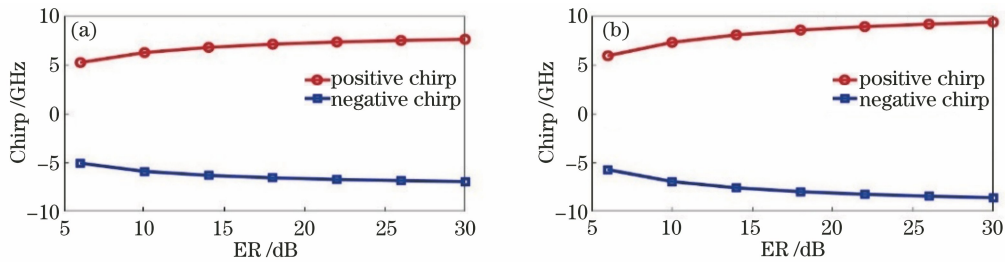 (a)
10
5
0
−5
−10
Chirp /GHz
positive chirp
negative chirp
5 10 15 20 25 30
ER /dB
(b)
10
5
0
−5
−10
Chirp /GHz
positive chirp
negative chirp
5 10 15 20 25 30
ER /dB